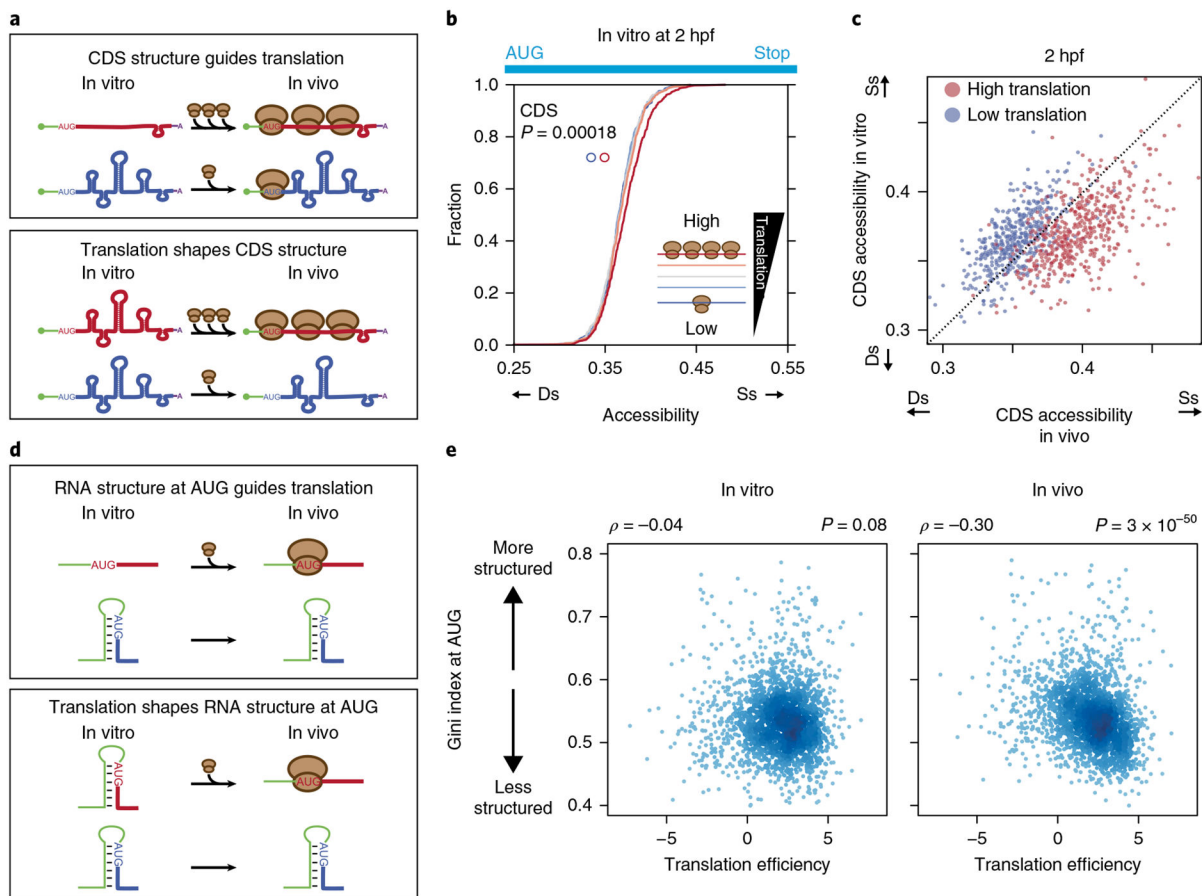 a
CDS structure guides translation
In vitro
In vivo
AUG
A
AUG
A
AUG
A
AUG
A
Translation shapes CDS structure
In vitro
In vivo
AUG
A
AUG
A
AUG
A
AUG
A
b
In vitro at 2 hpf
AUG
Stop
1.0
0.8
0.6
0.4
0.2
0.0
Fraction
CDS
P = 0.00018
High
Low
Translation
0.25
0.35
0.45
0.55
← Ds
Ss →
Accessibility
c
2 hpf
Ss
CDS accessibility in vitro
Ds
0.4
0.3
High translation
Low translation
0.3
0.4
Ds
Ss
CDS accessibility
in vivo
d
RNA structure at AUG guides translation
In vitro
In vivo
AUG
AUG
AUG
AUG
Translation shapes RNA structure at AUG
In vitro
In vivo
AUG
AUG
AUG
AUG
e
In vitro
In vivo
ρ = −0.04
P = 0.08
ρ = −0.30
P = 3 × 10⁻⁵⁰
More
structured
Gini index at AUG
Less
structured
0.8
0.7
0.6
0.5
0.4
−5
0
5
Translation efficiency
−5
0
5
Translation efficiency